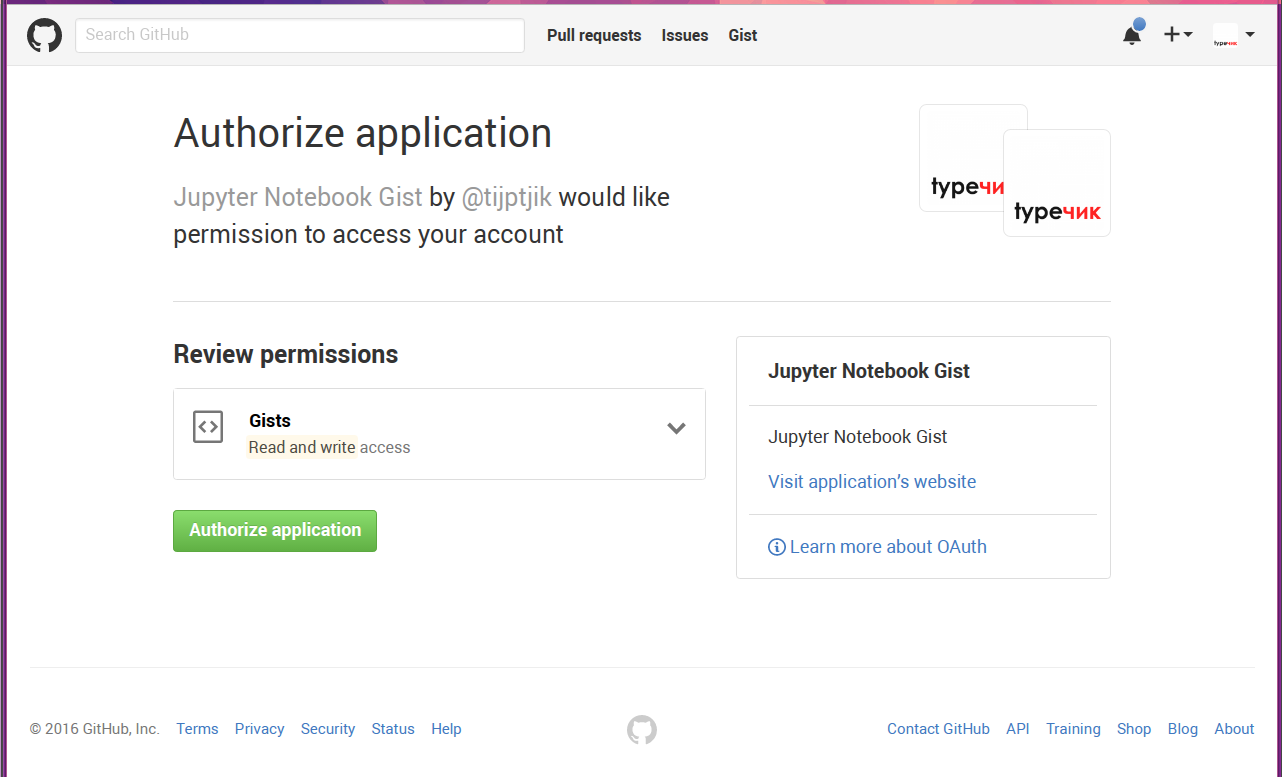 Search GitHub
Pull requests Issues Gist
typeчик
Authorize application
Jupyter Notebook Gist by @tijptjik would like
permission to access your account
typeчи
typeчик
Review permissions
Gists
Read and write access
Authorize application
Jupyter Notebook Gist
Jupyter Notebook Gist
Visit application's website
Learn more about OAuth
© 2016 GitHub, Inc. Terms Privacy Security Status Help
Contact GitHub API Training Shop Blog About